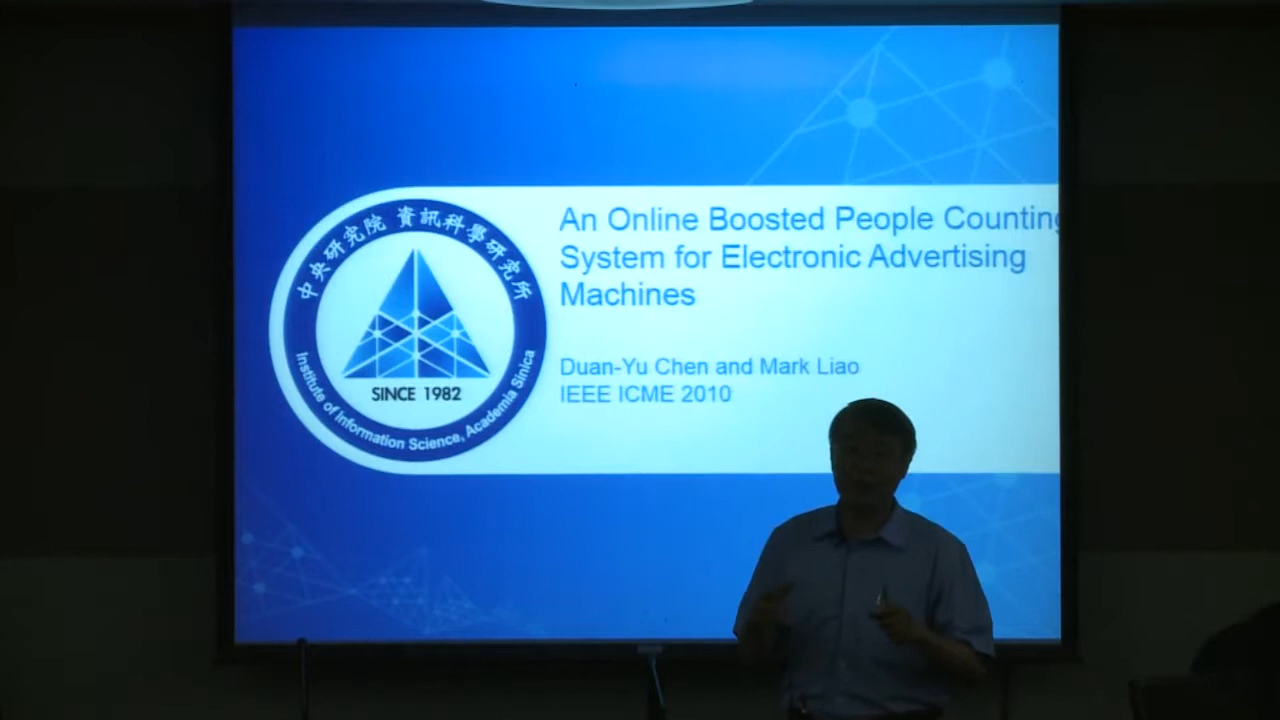 中央研究院 資訊科學研究所
SINCE 1982
Institute of Information Science, Academia Sinica
An Online Boosted People Counting
System for Electronic Advertising
Machines
Duan-Yu Chen and Mark Liao
IEEE ICME 2010